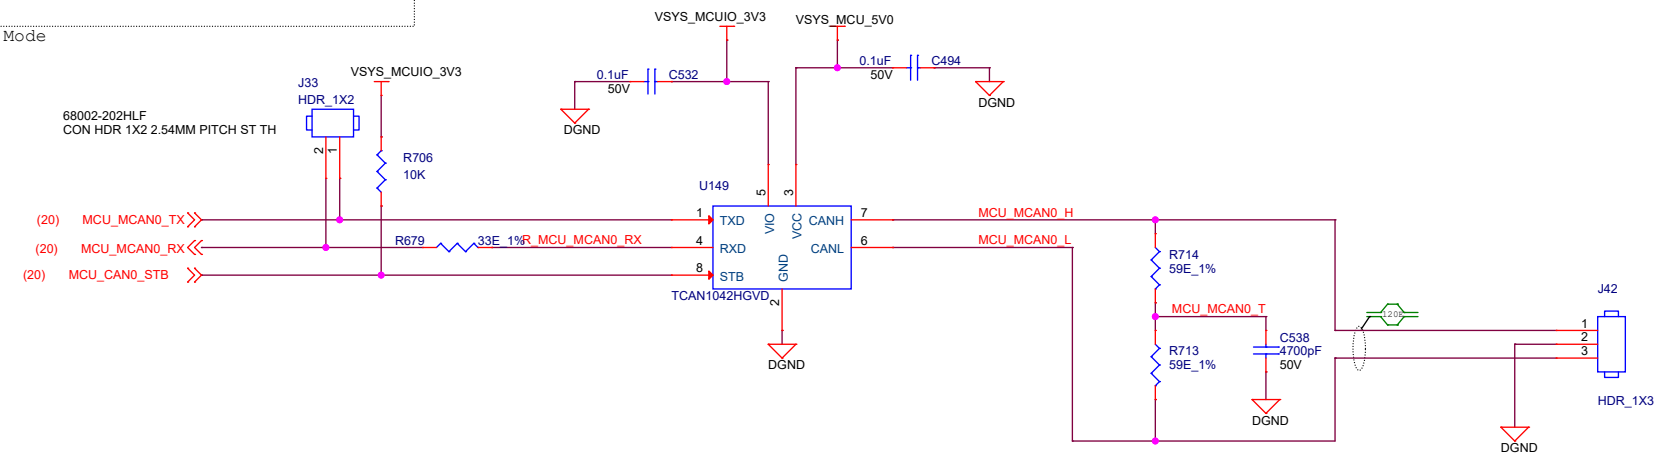 Mode
VSYS_MCUIO_3V3
VSYS_MCU_5V0
J33
HDR_1X2
VSYS_MCUIO_3V3
0.1uF
50V
C532
0.1uF
50V
C494
68002-202HLF
CON HDR 1X2 2.54MM PITCH ST TH
DGND
DGND
2
1
R706
10K
U149
5
3
(20) MCU_MCAN0_TX
1
TXD
VIO
VCC
CANH
7
MCU_MCAN0_H
(20) MCU_MCAN0_RX
R679
33E_1%
R_MCU_MCAN0_RX
4
RXD
CANL
6
MCU_MCAN0_L
(20) MCU_CAN0_STB
8
STB
GND
TCAN1042HGVD
2
R714
59E_1%
J42
MCU_MCAN0_T
120E
1
2
3
DGND
R713
59E_1%
C538
4700pF
50V
HDR_1X3
DGND
DGND